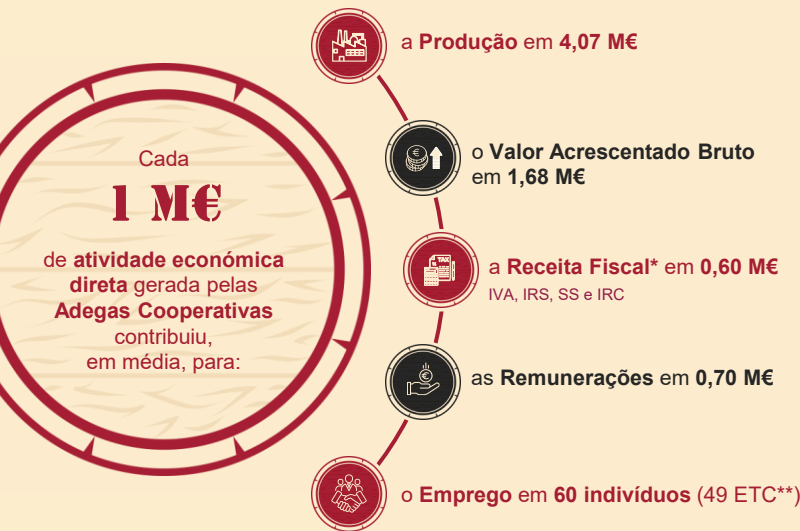 Cada
1 M€
de atividade económica
direta gerada pelas
Adegas Cooperativas
contribuiu,
em média, para:
a Produção em 4,07 M€
o Valor Acrescentado Bruto
em 1,68 M€
TAX
a Receita Fiscal* em 0,60 M€
IVA, IRS, SS e IRC
as Remunerações em 0,70 M€
o Emprego em 60 indivíduos (49 ETC**)